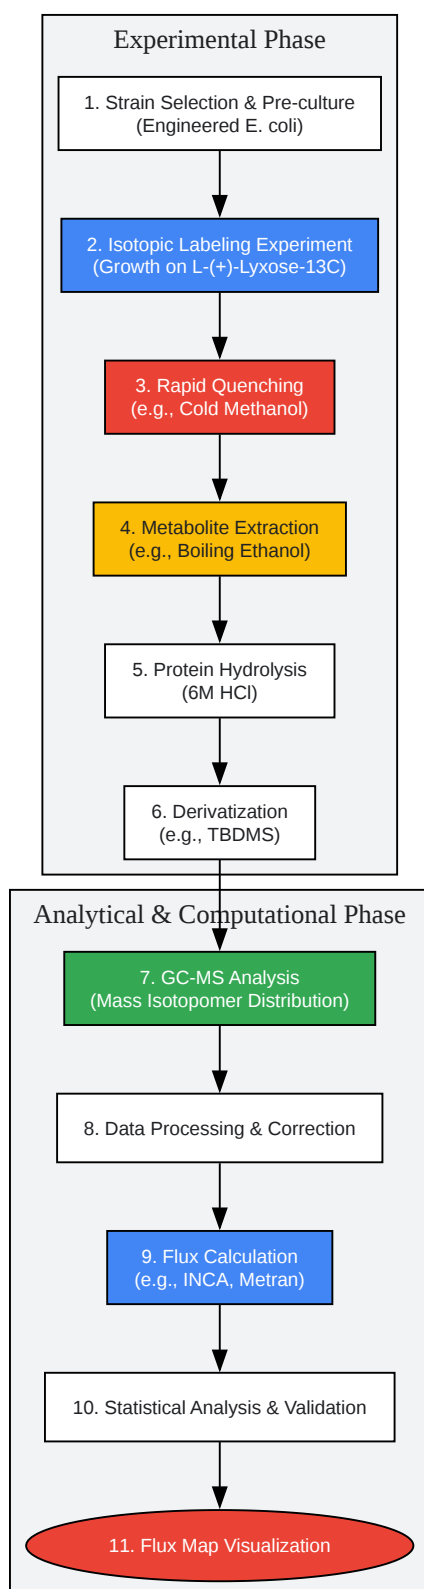 Experimental Phase
1. Strain Selection & Pre-culture
(Engineered E. coli)
2. Isotopic Labeling Experiment
(Growth on L-(+)-Lyxose-13C)
3. Rapid Quenching
(e.g., Cold Methanol)
4. Metabolite Extraction
(e.g., Boiling Ethanol)
5. Protein Hydrolysis
(6M HCl)
6. Derivatization
(e.g., TBDMS)
Analytical & Computational Phase
7. GC-MS Analysis
(Mass Isotopomer Distribution)
8. Data Processing & Correction
9. Flux Calculation
(e.g., INCA, Metran)
10. Statistical Analysis & Validation
11. Flux Map Visualization